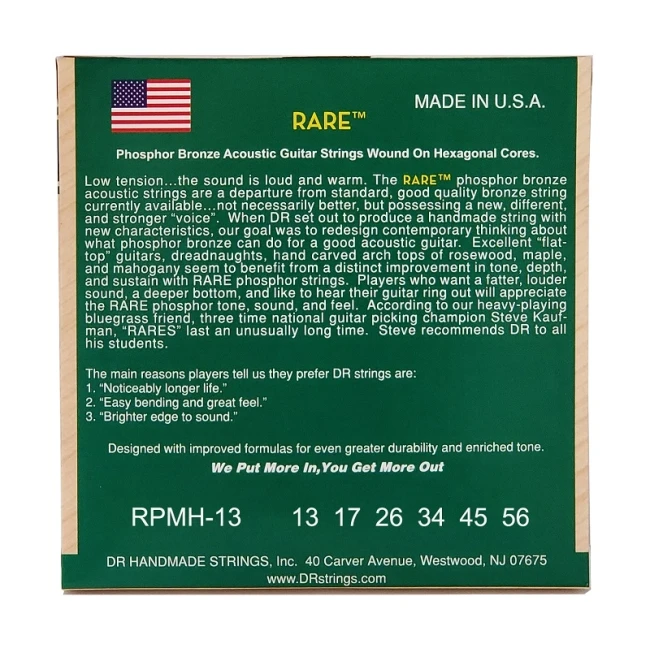 MADE IN U.S.A.
RARE™
Phosphor Bronze Acoustic Guitar Strings Wound On Hexagonal Cores.
Low tension...the sound is loud and warm. The RARE™ phosphor bronze
acoustic strings are a departure from standard, good quality bronze string
currently available...not necessarily better, but possessing a new, different,
and stronger “voice”. When DR set out to produce a handmade string with
new characteristics, our goal was to redesign contemporary thinking about
what phosphor bronze can do for a good acoustic guitar. Excellent “flat-
top” guitars, dreadnaughts, hand carved arch tops of rosewood, maple,
and mahogany seem to benefit from a distinct improvement in tone, depth,
and sustain with RARE phosphor strings. Players who want a fatter, louder
sound, a deeper bottom, and like to hear their guitar ring out will appreciate
the RARE phosphor tone, sound, and feel. According to our heavy-playing
bluegrass friend, three time national guitar picking champion Steve Kauf-
man, “RARES” last an unusually long time. Steve recommends DR to all
his students.
The main reasons players tell us they prefer DR strings are:
1. “Noticeably longer life.”
2. “Easy bending and great feel.”
3. “Brighter edge to sound.”
Designed with improved formulas for even greater durability and enriched tone.
We Put More In,You Get More Out
RPMH-13 13 17 26 34 45 56
DR HANDMADE STRINGS, Inc. 40 Carver Avenue, Westwood, NJ 07675
www.DRstrings.com